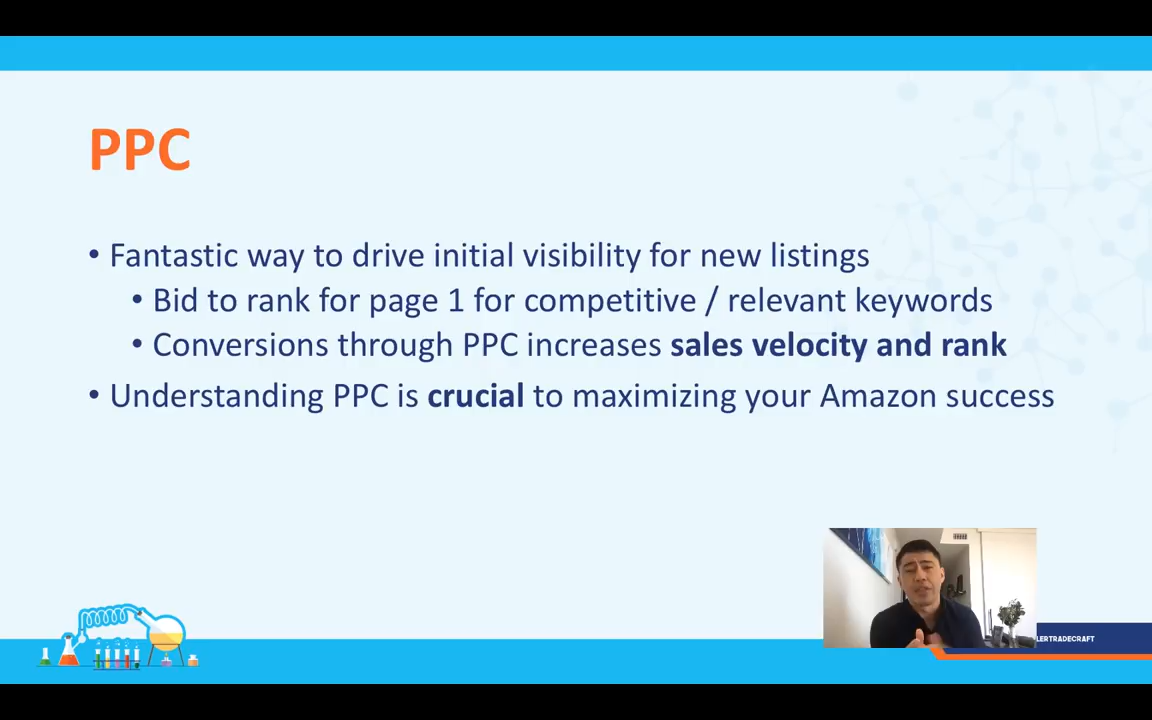 PPC
• Fantastic way to drive initial visibility for new listings
• Bid to rank for page 1 for competitive / relevant keywords
• Conversions through PPC increases sales velocity and rank
• Understanding PPC is crucial to maximizing your Amazon success
LERTRADECRAFT